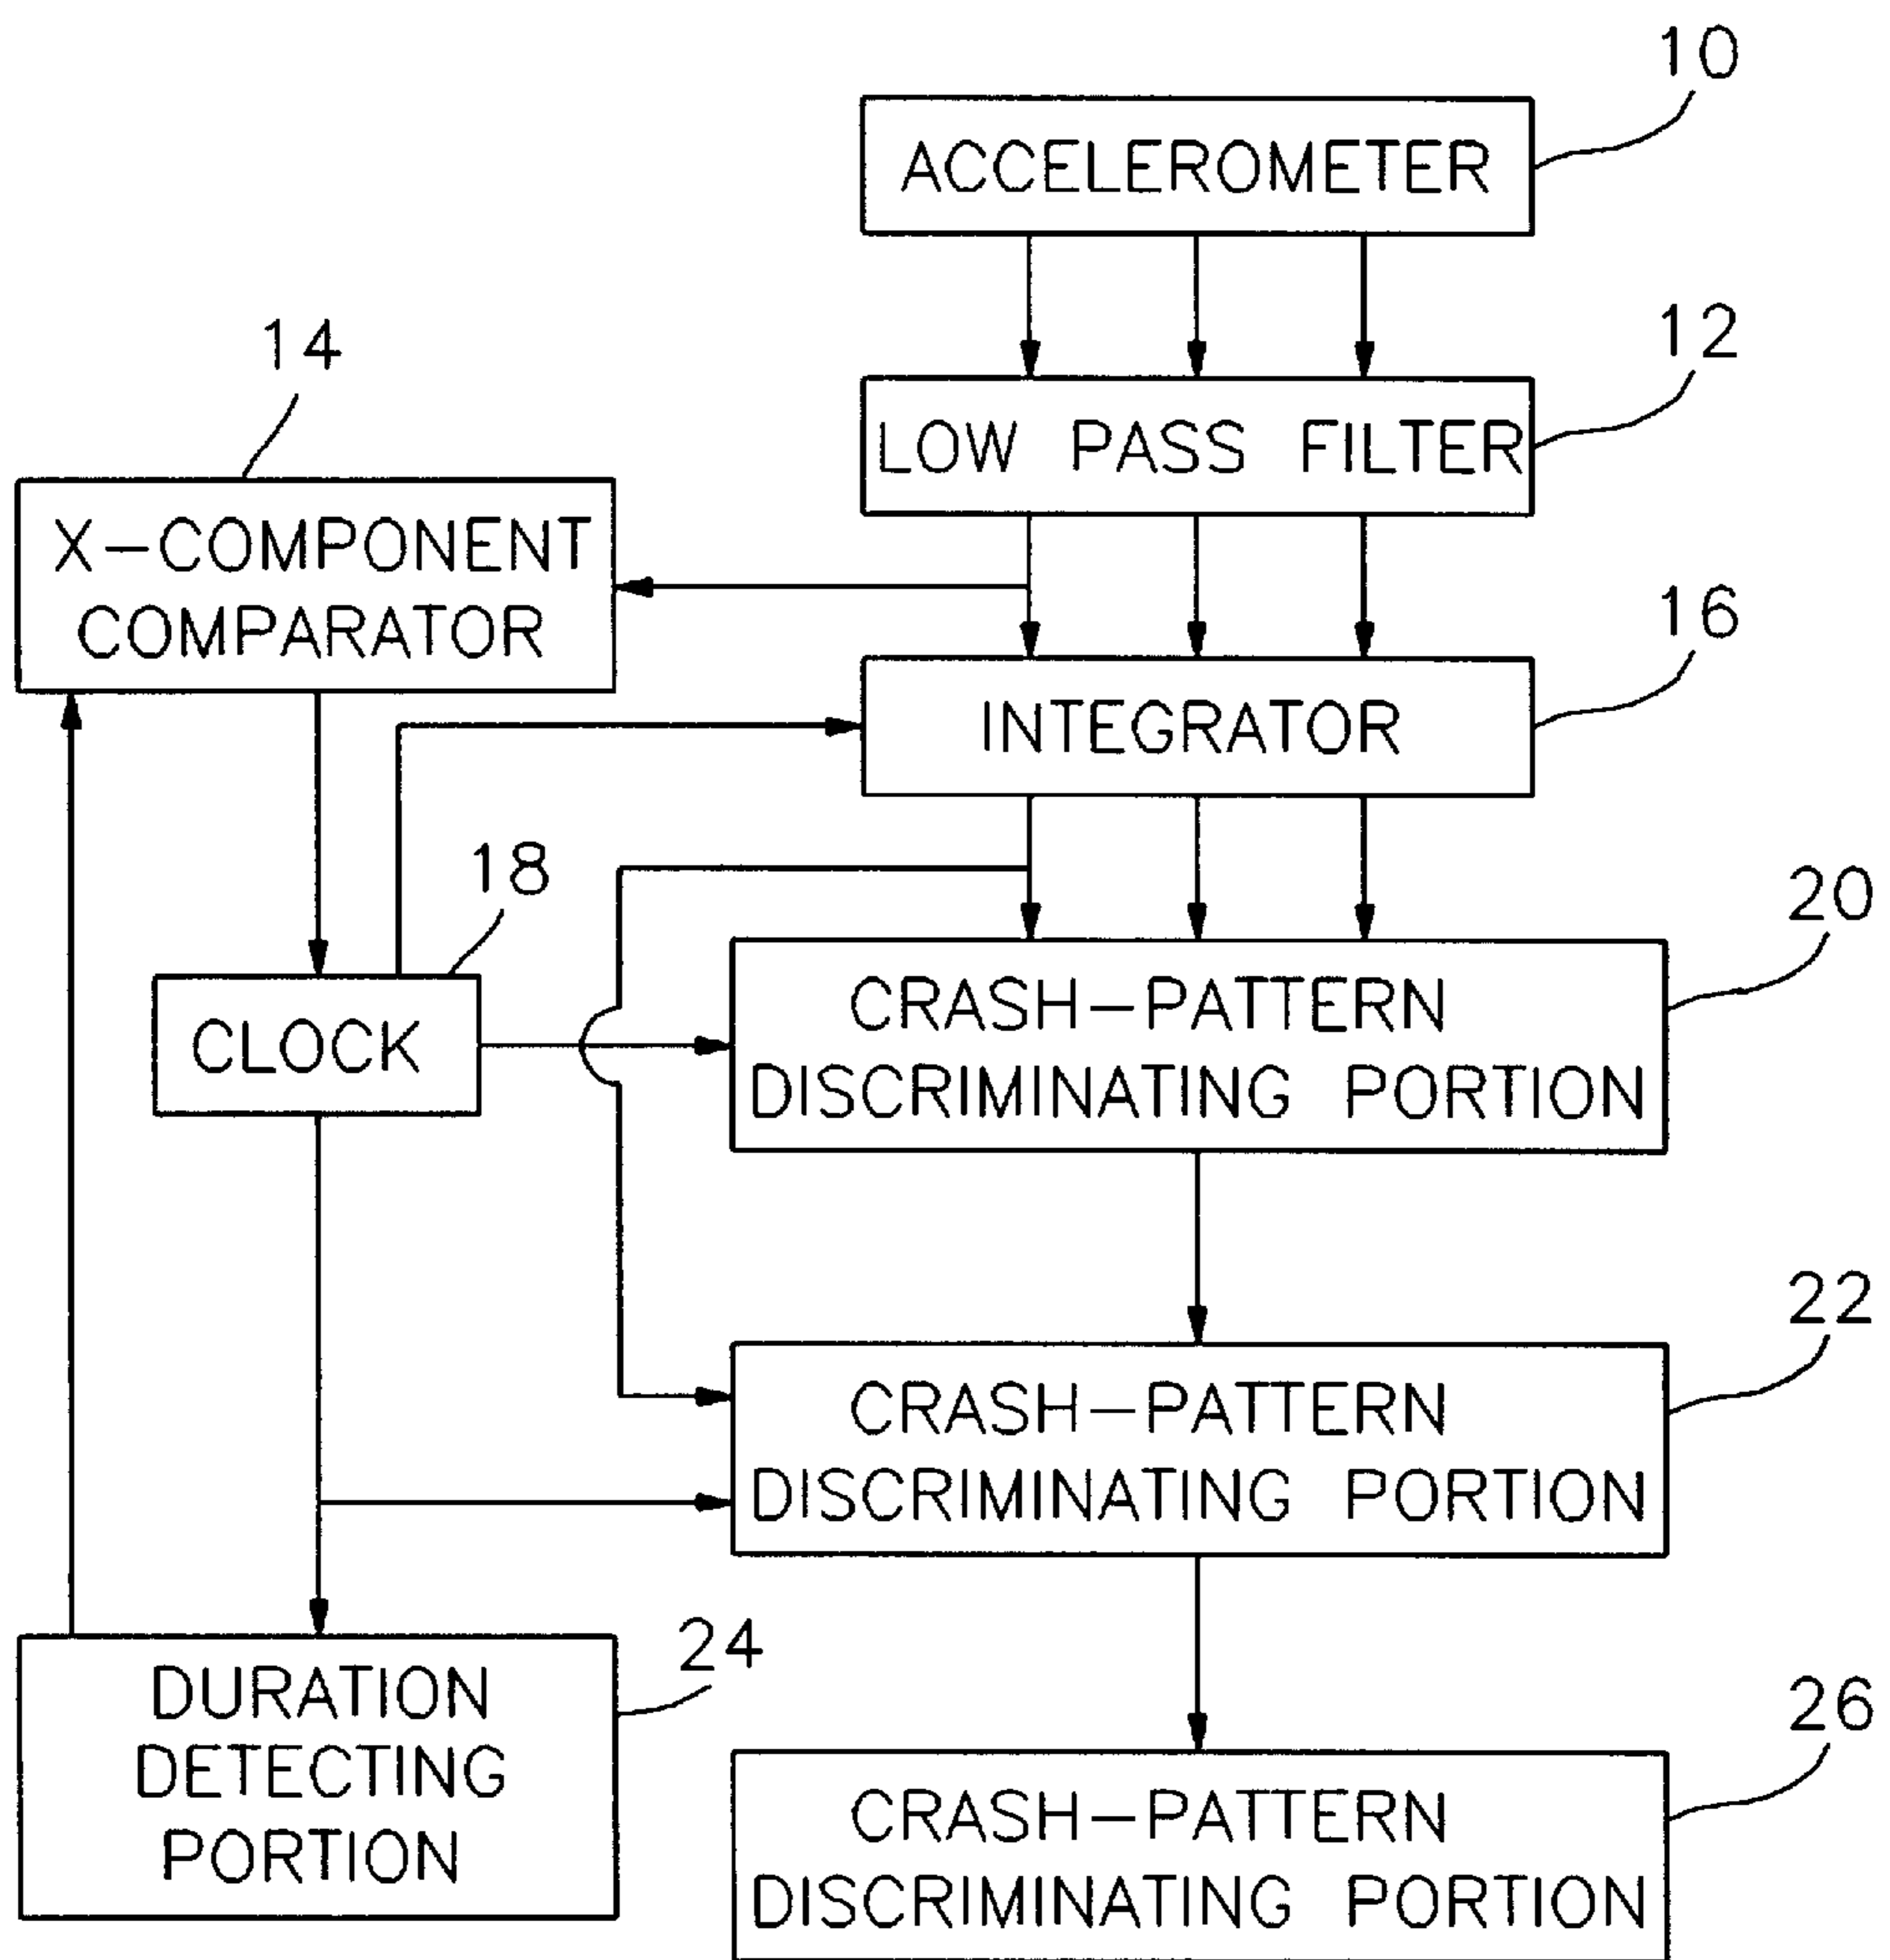 10
ACCELEROMETER
12
LOW PASS FILTER
14
X-COMPONENT
COMPARATOR
16
INTEGRATOR
18
CLOCK
20
CRASH-PATTERN
DISCRIMINATING PORTION
22
CRASH-PATTERN
DISCRIMINATING PORTION
24
DURATION
DETECTING
PORTION
26
CRASH-PATTERN
DISCRIMINATING PORTION